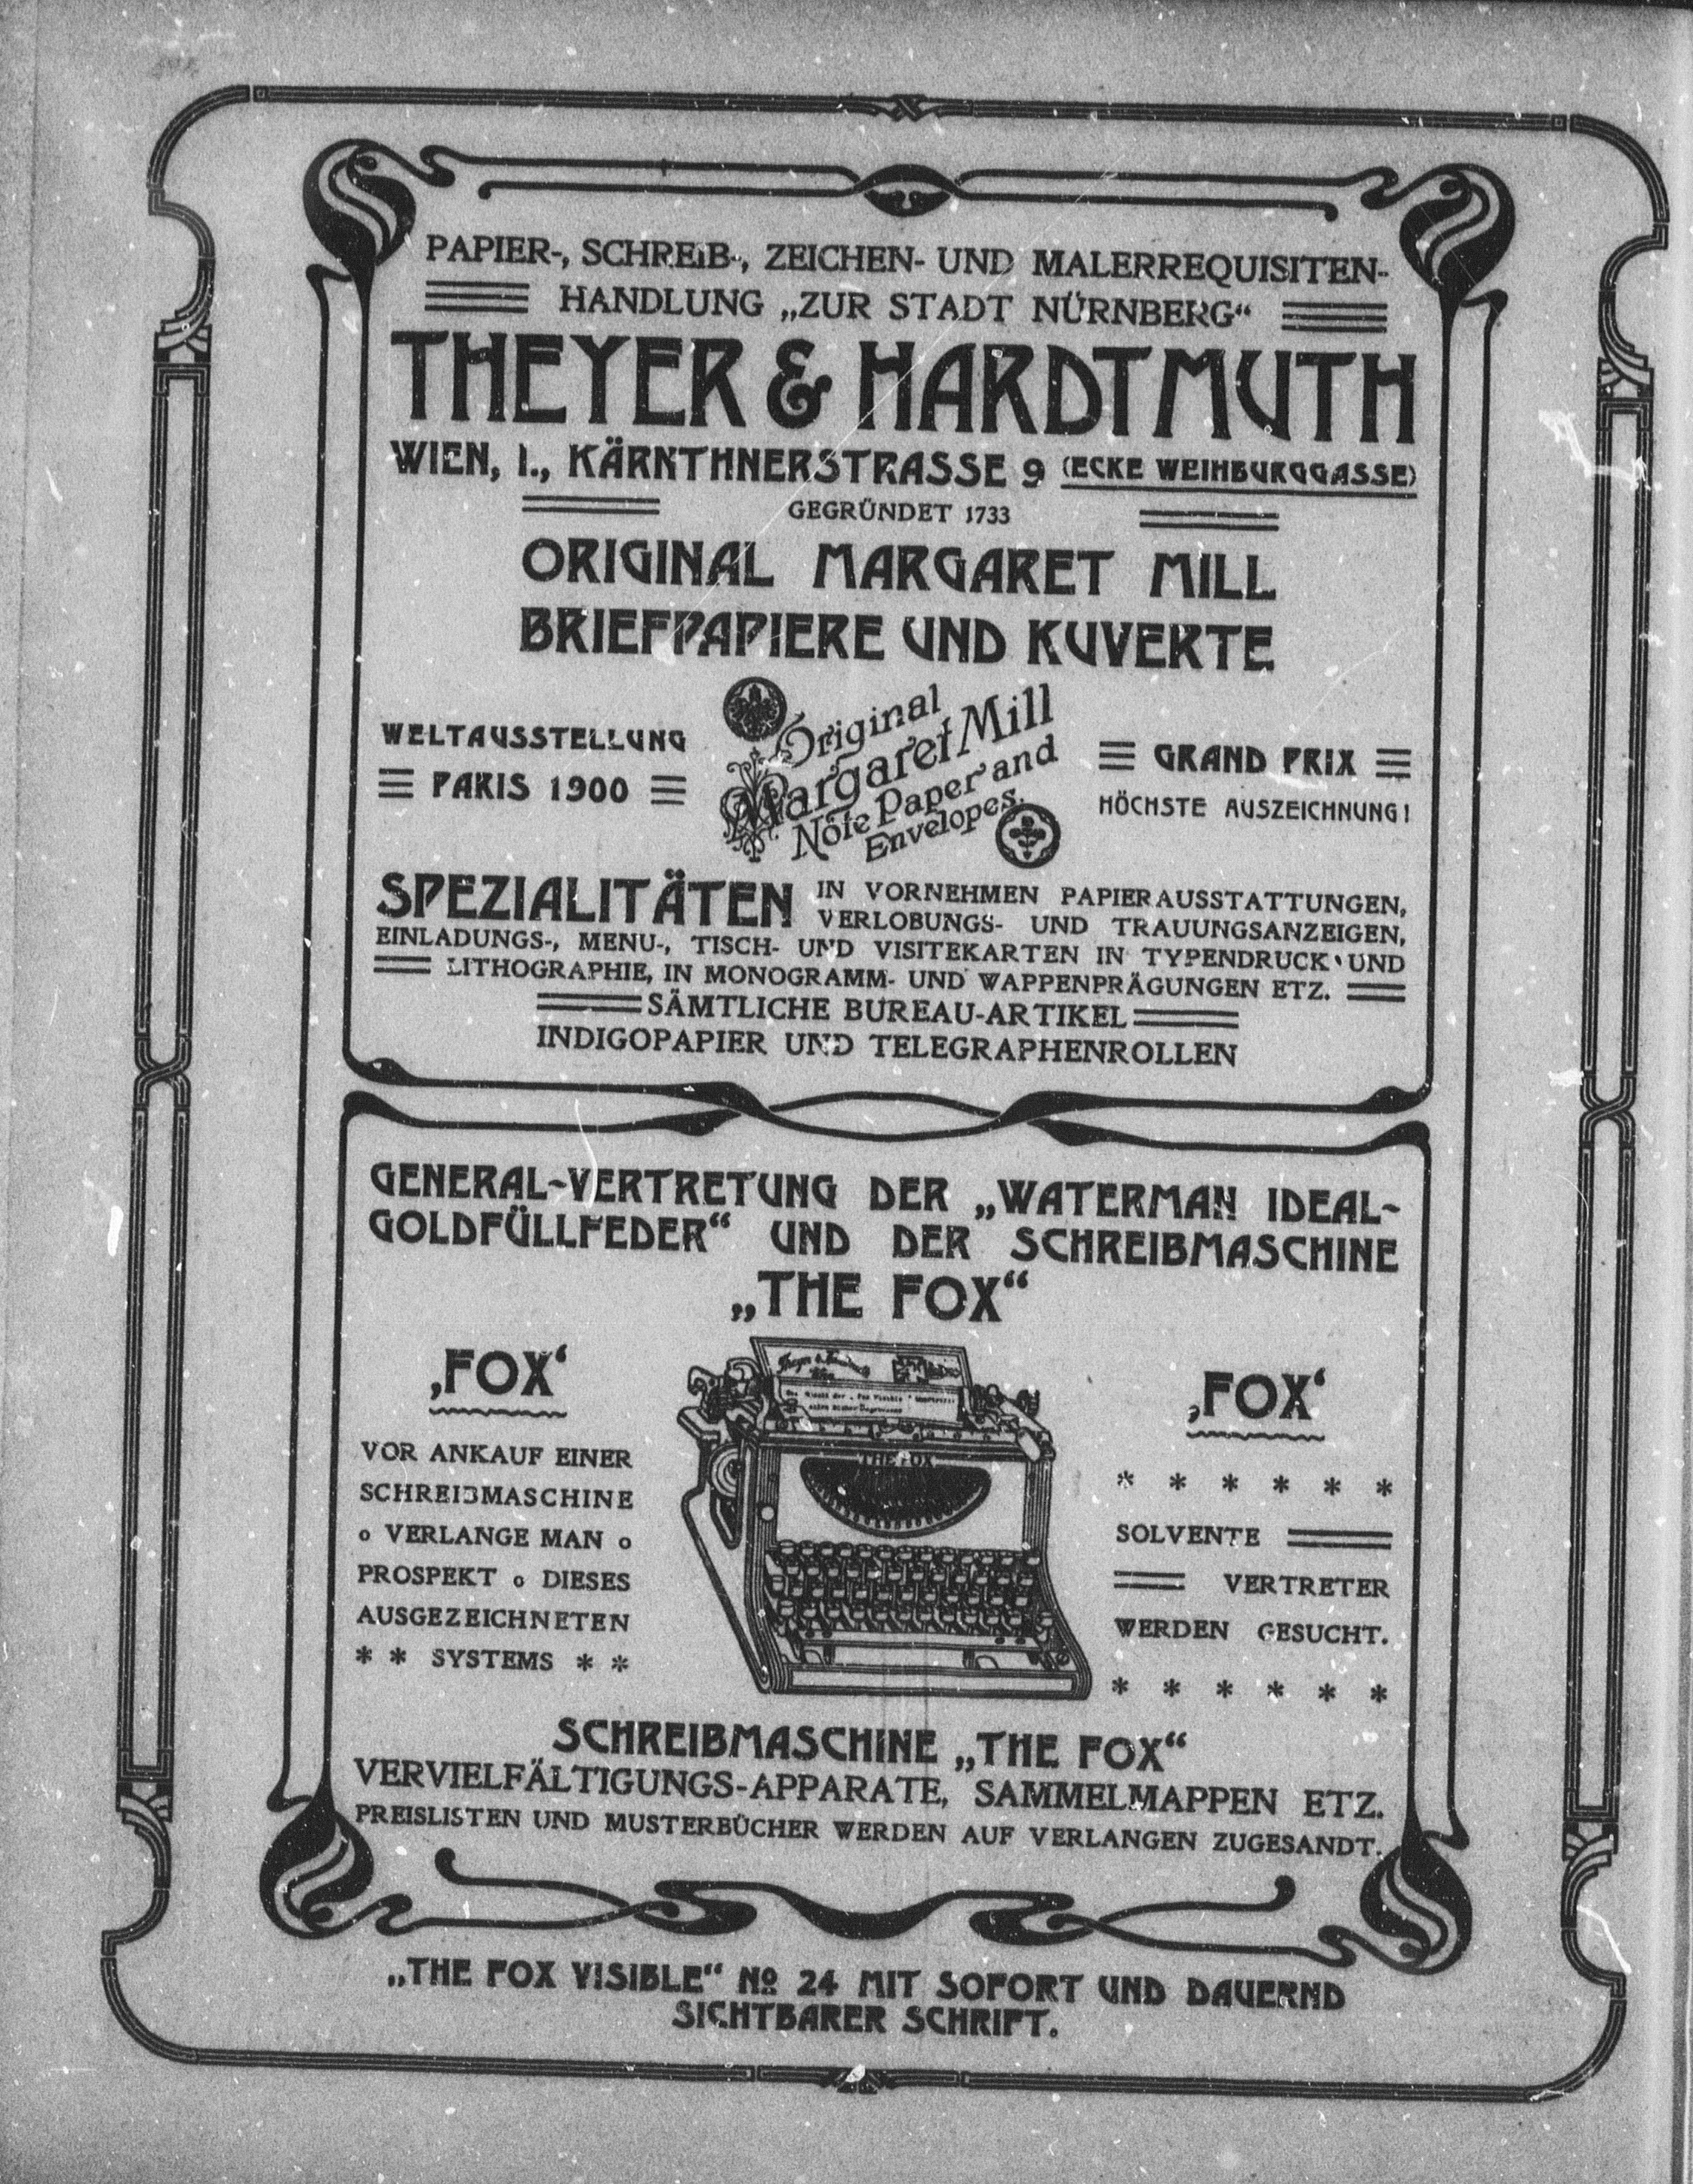 PAPIER-, SCHREIB-, ZEICHEN- UND MALERREQUISITEN-
HANDLUNG „ZUR STADT NÜRNBERG“
THEYER & HARDTMUTH
WIEN, I., KÄRNTHNERSTRASSE 9 (ECKE WEIHBURGGASSE)
GEGRÜNDET 1733
ORIGINAL MARGARET MILL
BRIEFPAPIERE UND KUVERTE
WELTAUSSTELLUNG
PARIS 1900
Original
Margaret Mill
Note Paper and
Envelopes.
GRAND PRIX
HÖCHSTE AUSZEICHNUNG!
SPEZIALITÄTEN IN VORNEHMEN PAPIERAUSSTATTUNGEN,
VERLOBUNGS- UND TRAUUNGSANZEIGEN,
EINLADUNGS-, MENU-, TISCH- UND VISITEKARTEN IN TYPENDRUCK UND
LITHOGRAPHIE, IN MONOGRAMM- UND WAPPENPRÄGUNGEN ETZ.
SÄMTLICHE BUREAU-ARTIKEL
INDIGOPAPIER UND TELEGRAPHENROLLEN
GENERAL-VERTRETUNG DER „WATERMAN IDEAL-
GOLDFÜLLFEDER“ UND DER SCHREIBMASCHINE
„THE FOX“
‚FOX‘
VOR ANKAUF EINER
SCHREIBMASCHINE
o VERLANGE MAN o
PROSPEKT o DIESES
AUSGEZEICHNETEN
* * SYSTEMS * *
Theyer & Hardtmuth
Wien
THE FOX
‚FOX‘
* * * * * *
SOLVENTE
VERTRETER
WERDEN GESUCHT.
* * * * * *
SCHREIBMASCHINE „THE FOX“
VERVIELFÄLTIGUNGS-APPARATE, SAMMELMAPPEN ETZ.
PREISLISTEN UND MUSTERBÜCHER WERDEN AUF VERLANGEN ZUGESANDT.
„THE FOX VISIBLE“ No 24 MIT SOFORT UND DAUERND
SICHTBARER SCHRIFT.